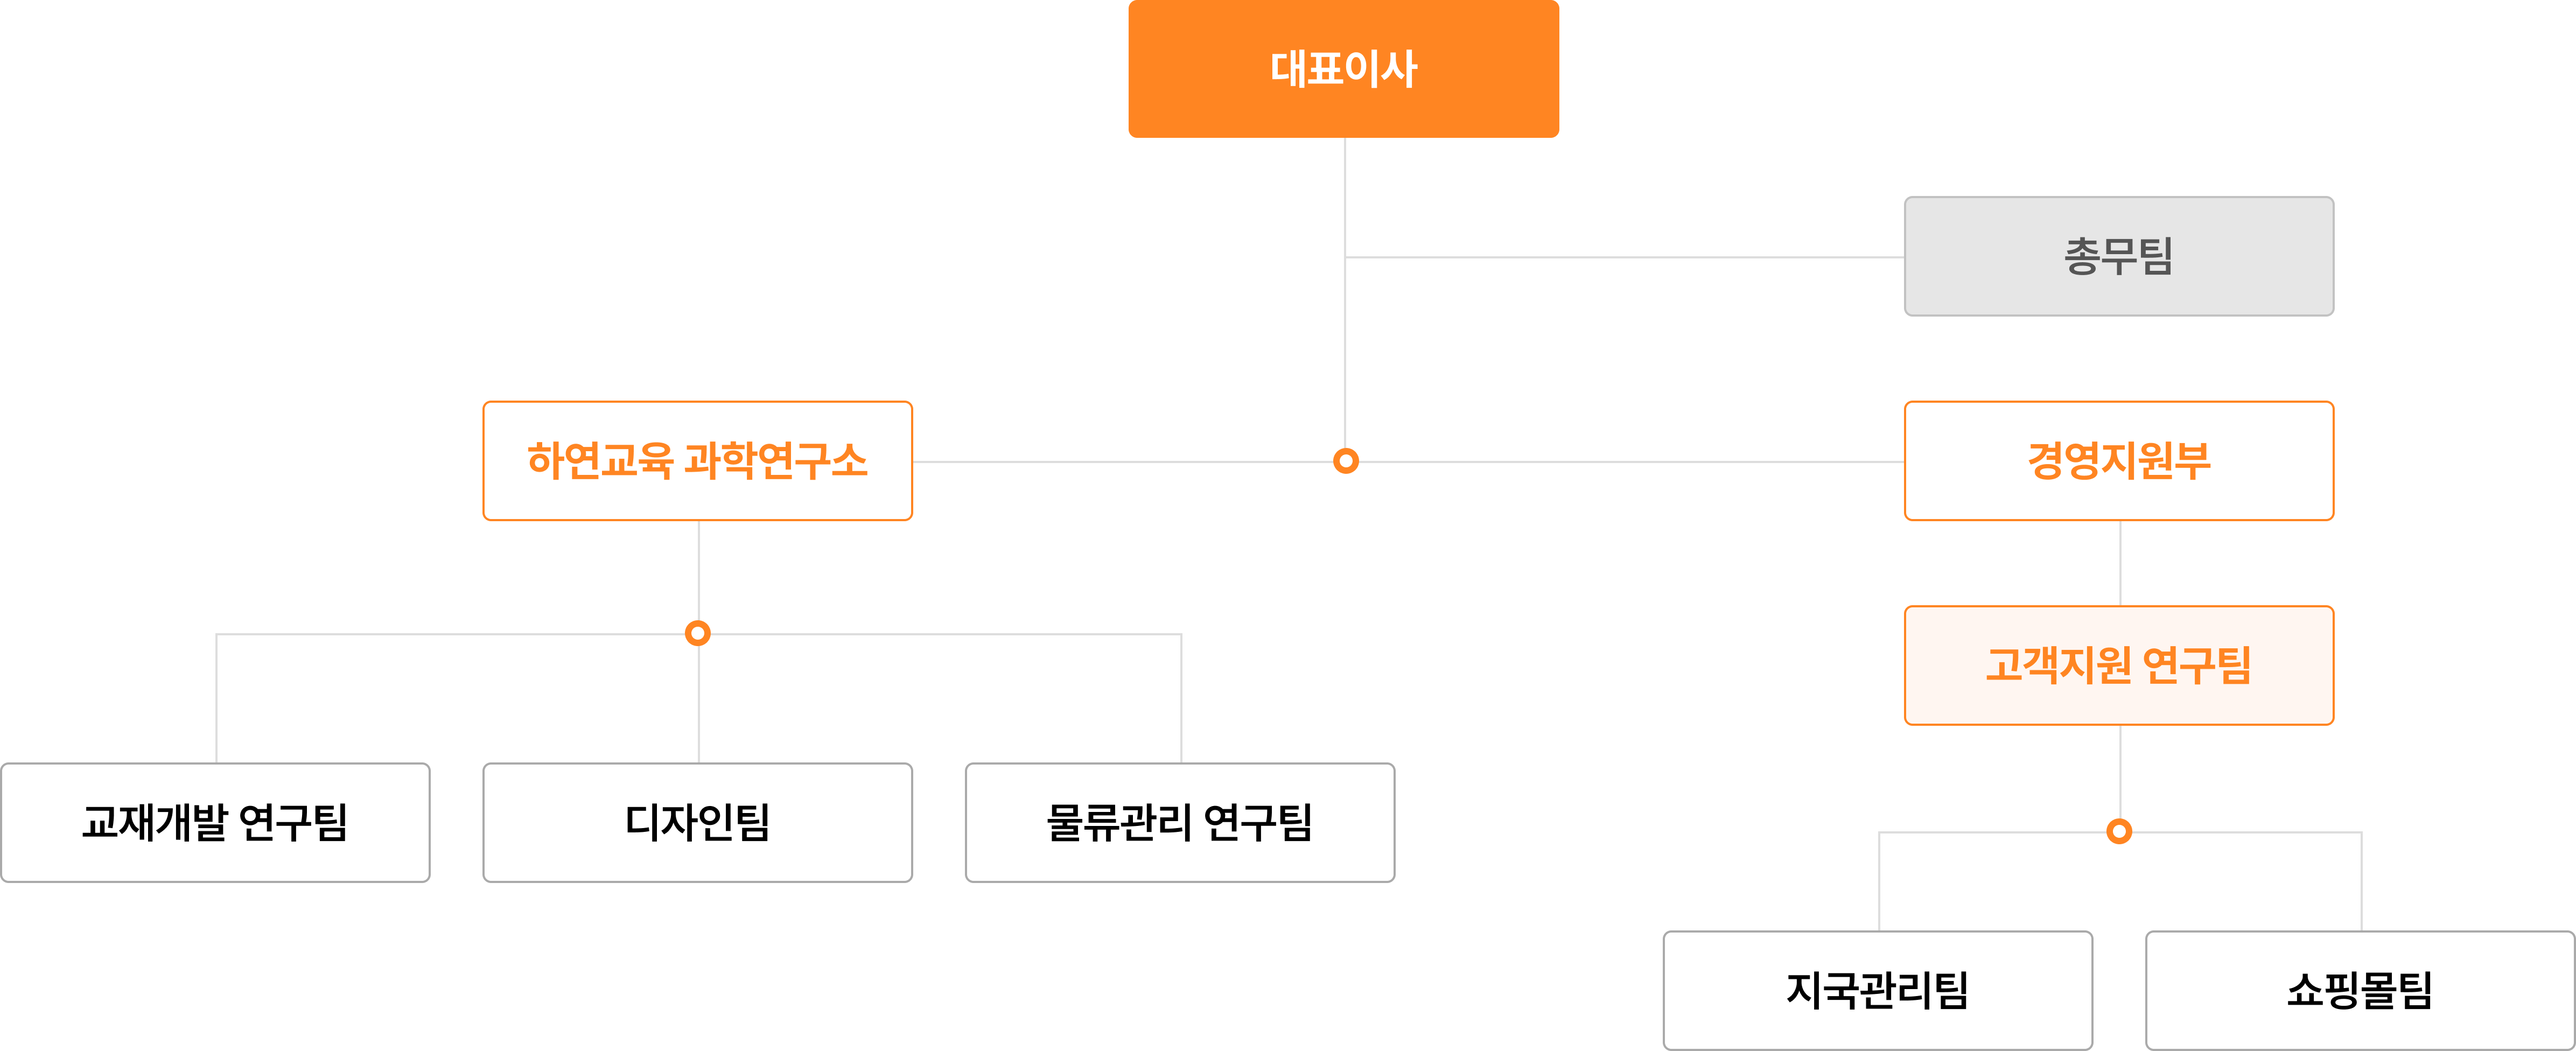 대표이사
총무팀
하연교육 과학연구소
경영지원부
고객지원 연구팀
교재개발 연구팀
디자인팀
물류관리 연구팀
지국관리팀
쇼핑몰팀